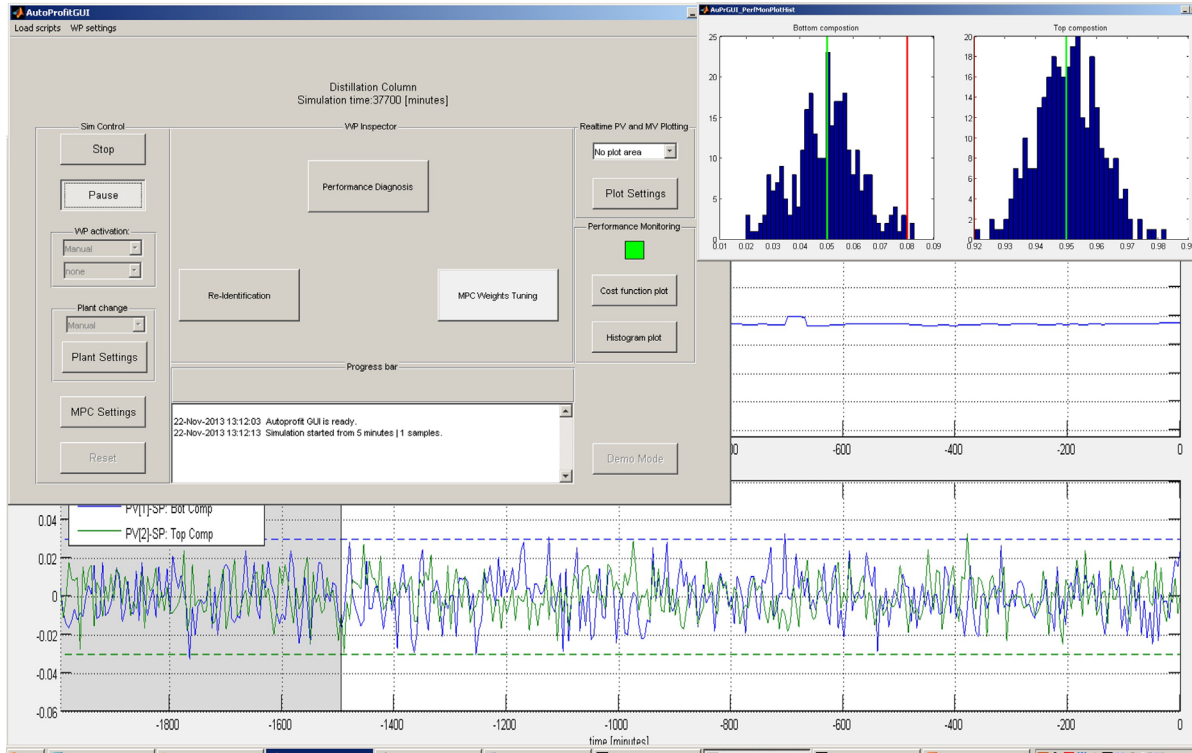 AutoProfitGUI
Load scripts WP settings
Distillation Column
Simulation time:37700 [minutes]
Sim Control
Stop
Pause
WP activation:
Manual
none
Plant change
Manual
Plant Settings
MPC Settings
Reset
WP Inspector
Performance Diagnosis
Re-Identification
MPC Weights Tuning
Progress bar
22-Nov-2013 13:12:03 Autoprofit GUI is ready.
22-Nov-2013 13:12:13 Simulation started from 5 minutes | 1 samples.
Realtime PV and MV Plotting
No plot area
Plot Settings
Performance Monitoring
Cost function plot
Histogram plot
Demo Mode
AuPrGUI_PerfMonPlotHist
Bottom compostion
25
20
15
10
5
0
0.01 0.02 0.03 0.04 0.05 0.06 0.07 0.08 0.09
Top compostion
20
18
16
14
12
10
8
6
4
2
0
0.92 0.93 0.94 0.95 0.96 0.97 0.98
-600 -400 -200 0
PV[1]-SP: Bot Comp
PV[2]-SP: Top Comp
0.04
0.02
0
-0.02
-0.04
-0.06
-1800 -1600 -1400 -1200 -1000 -800 -600 -400 -200 0
time [minutes]